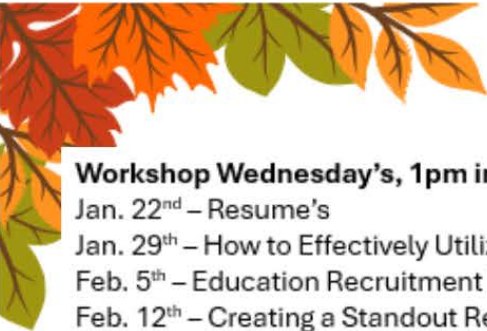 Workshop Wednesday’s, 1pm in
Jan. 22nd – Resume’s
Jan. 29th – How to Effectively
Feb. 5th – Education Recruitment
Feb. 12th – Creating a Standout